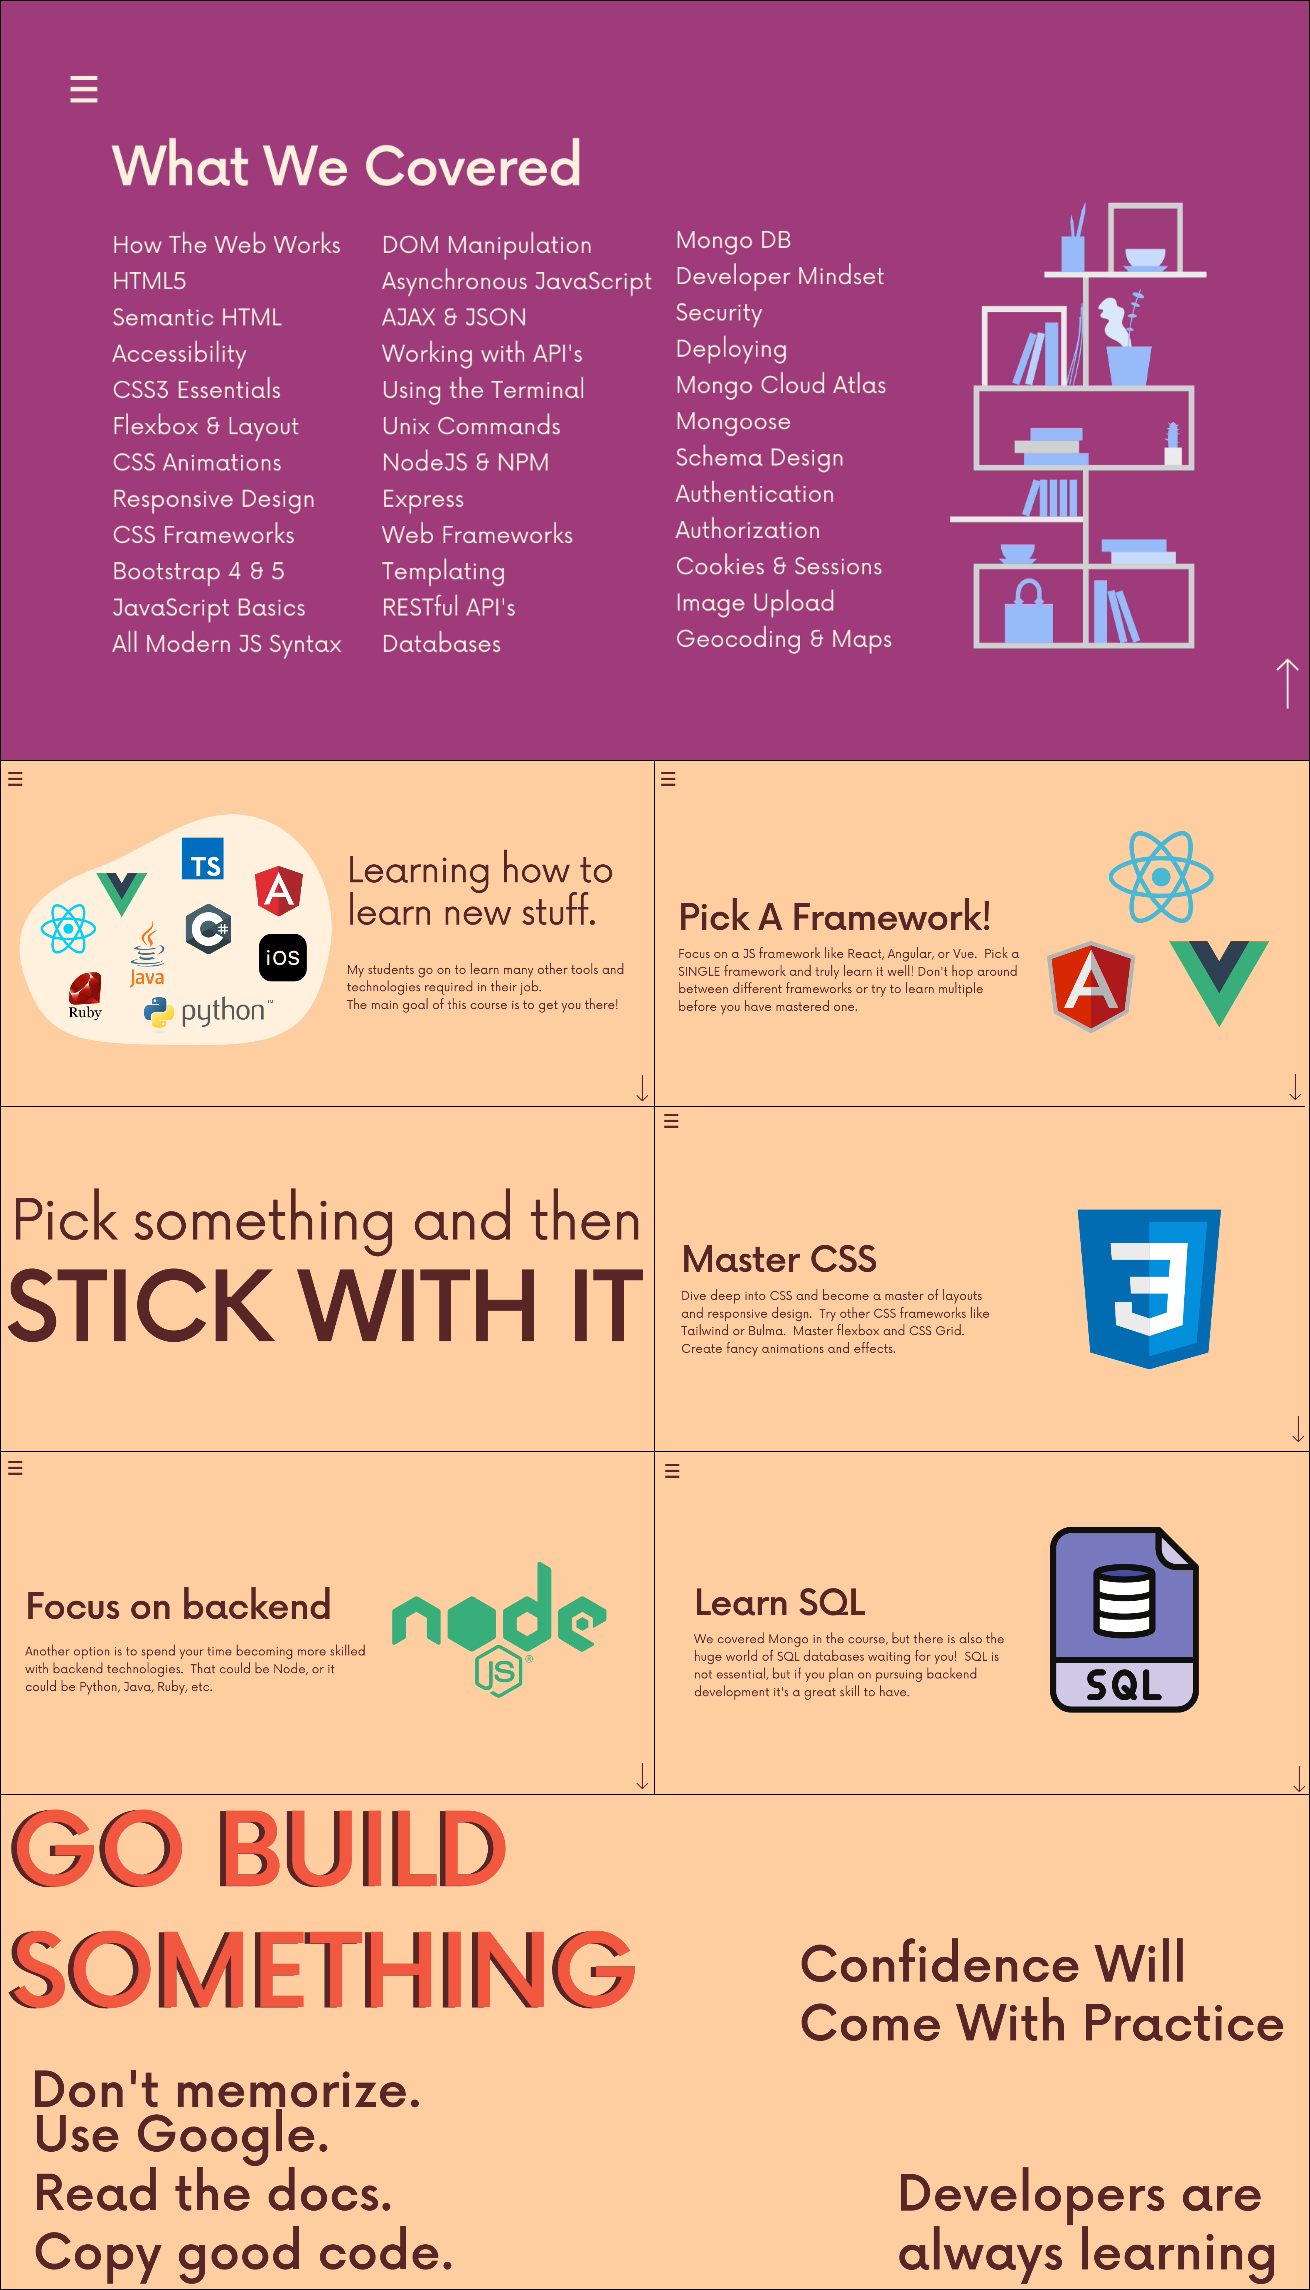 What We Covered
How The Web Works
HTML5
Semantic HTML
Accessibility
CSS3 Essentials
Flexbox & Layout
CSS Animations
Responsive Design
CSS Frameworks
Bootstrap 4 & 5
JavaScript Basics
All Modern JS Syntax
DOM Manipulation
Asynchronous JavaScript
AJAX & JSON
Working with API's
Using the Terminal
Unix Commands
NodeJS & NPM
Express
Web Frameworks
Templating
RESTful API's
Databases
Mongo DB
Developer Mindset
Security
Deploying
Mongo Cloud Atlas
Mongoose
Schema Design
Authentication
Authorization
Cookies & Sessions
Image Upload
Geocoding & Maps
TS
A
C#
iOS
Java
Ruby
python™
Learning how to
learn new stuff.
My students go on to learn many other tools and
technologies required in their job.
The main goal of this course is to get you there!
Pick A Framework!
Focus on a JS framework like React, Angular, or Vue. Pick a
SINGLE framework and truly learn it well! Don't hop around
between different frameworks or try to learn multiple
before you have mastered one.
A
Pick something and then
STICK WITH IT
Master CSS
Dive deep into CSS and become a master of layouts
and responsive design. Try other CSS frameworks like
Tailwind or Bulma. Master flexbox and CSS Grid.
Create fancy animations and effects.
3
Focus on backend
Another option is to spend your time becoming more skilled
with backend technologies. That could be Node, or it
could be Python, Java, Ruby, etc.
node
JS®
Learn SQL
We covered Mongo in the course, but there is also the
huge world of SQL databases waiting for you! SQL is
not essential, but if you plan on pursuing backend
development it's a great skill to have.
SQL
GO BUILD
SOMETHING
Don't memorize.
Use Google.
Read the docs.
Copy good code.
Confidence Will
Come With Practice
Developers are
always learning